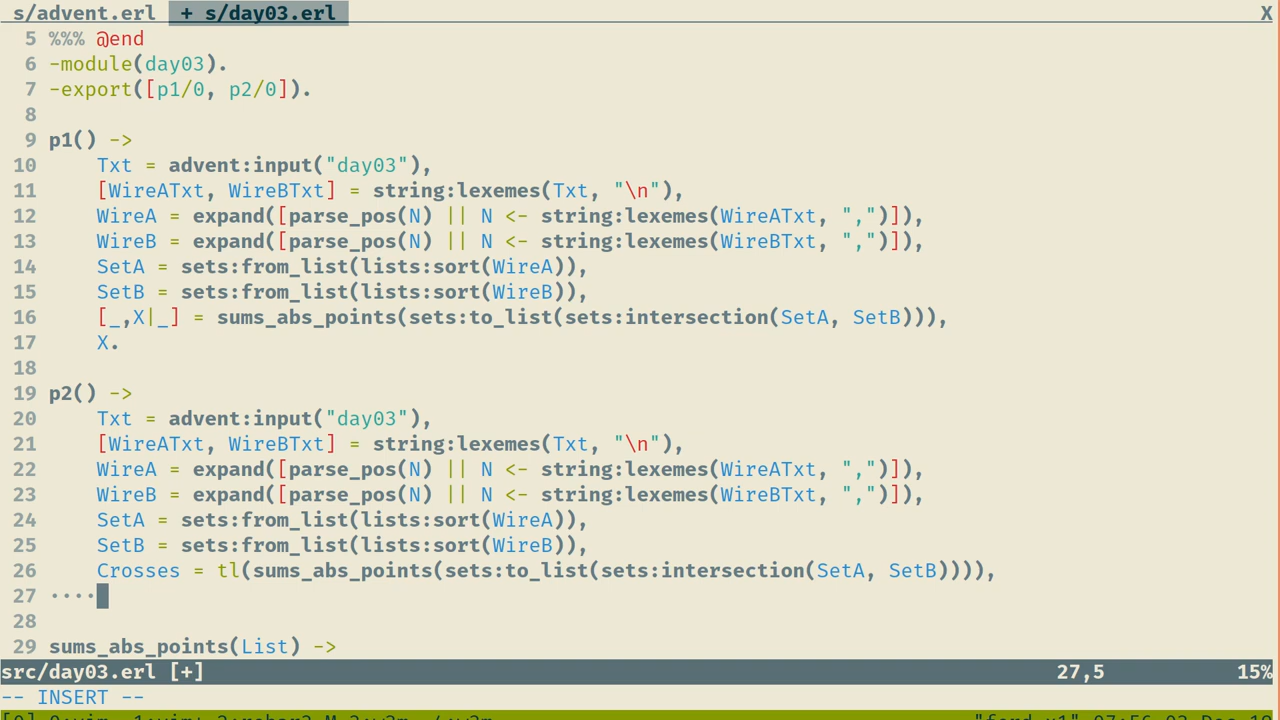 s/advent.erl  + s/day03.erl  X
5 %%% @end
6 -module(day03).
7 -export([p1/0, p2/0]).
8
9 p1() ->
10     Txt = advent:input("day03"),
11     [WireATxt, WireBTxt] = string:lexemes(Txt, "\n"),
12     WireA = expand([parse_pos(N) || N <- string:lexemes(WireATxt, ",")]),
13     WireB = expand([parse_pos(N) || N <- string:lexemes(WireBTxt, ",")]),
14     SetA = sets:from_list(lists:sort(WireA)),
15     SetB = sets:from_list(lists:sort(WireB)),
16     [_,X|_] = sums_abs_points(sets:to_list(sets:intersection(SetA, SetB))),
17     X.
18
19 p2() ->
20     Txt = advent:input("day03"),
21     [WireATxt, WireBTxt] = string:lexemes(Txt, "\n"),
22     WireA = expand([parse_pos(N) || N <- string:lexemes(WireATxt, ",")]),
23     WireB = expand([parse_pos(N) || N <- string:lexemes(WireBTxt, ",")]),
24     SetA = sets:from_list(lists:sort(WireA)),
25     SetB = sets:from_list(lists:sort(WireB)),
26     Crosses = tl(sums_abs_points(sets:to_list(sets:intersection(SetA, SetB)))),
27 ····
28
29 sums_abs_points(List) ->
src/day03.erl [+]  27,5  15%
-- INSERT --